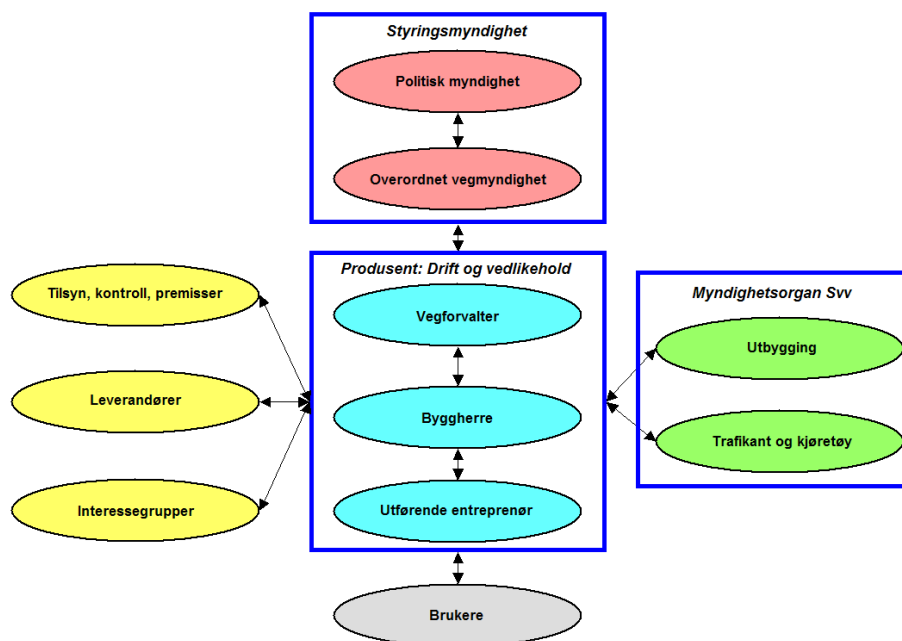 Styringsmyndighet
Politisk myndighet
Overordnet vegmyndighet
Produsent: Drift og vedlikehold
Vegforvalter
Byggherre
Utførende entreprenør
Tilsyn, kontroll, premisser
Leverandører
Interessegrupper
Myndighetsorgan Svv
Utbygging
Trafikant og kjøretøy
Brukere